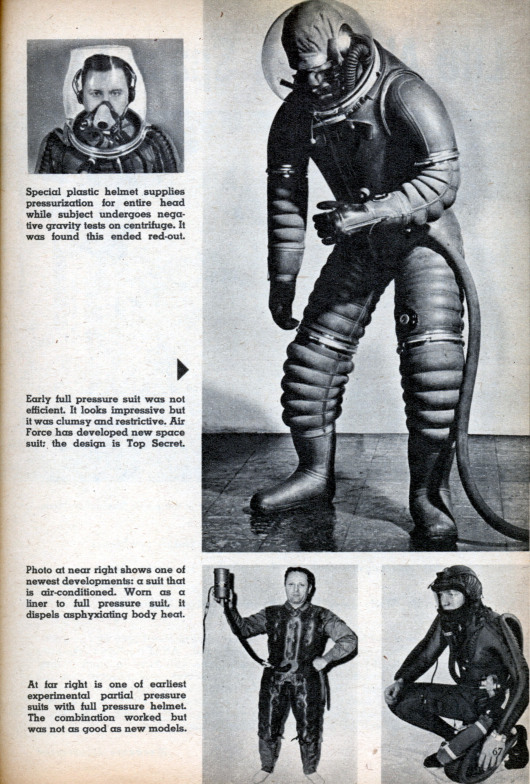 Special plastic helmet supplies
pressurization for entire head
while subject undergoes nega-
tive gravity tests on centrifuge. It
was found this ended red-out.
Early full pressure suit was not
efficient. It looks impressive but
it was clumsy and restrictive. Air
Force has developed new space
suit; the design is Top Secret.
Photo at near right shows one of
newest developments: a suit that
is air-conditioned. Worn as a
liner to full pressure suit, it
dispels asphyxiating body heat.
At far right is one of earliest
experimental partial pressure
suits with full pressure helmet.
The combination worked but
was not as good as new models.
67